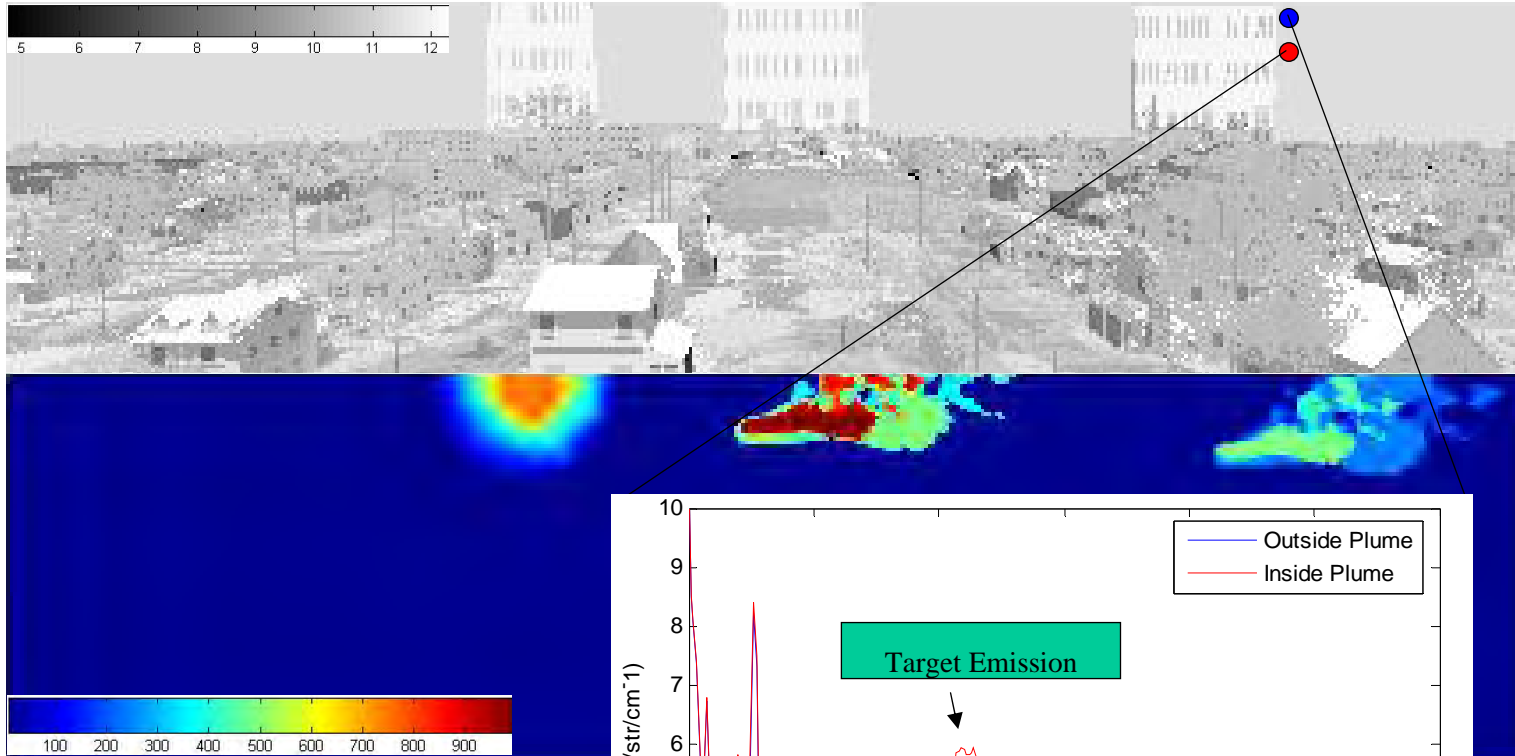 5 6 7 8 9 10 11 12
10
Outside Plume
9
Inside Plume
8
Target Emission
7
/str/cm⁻1)
6
100 200 300 400 500 600 700 800 900